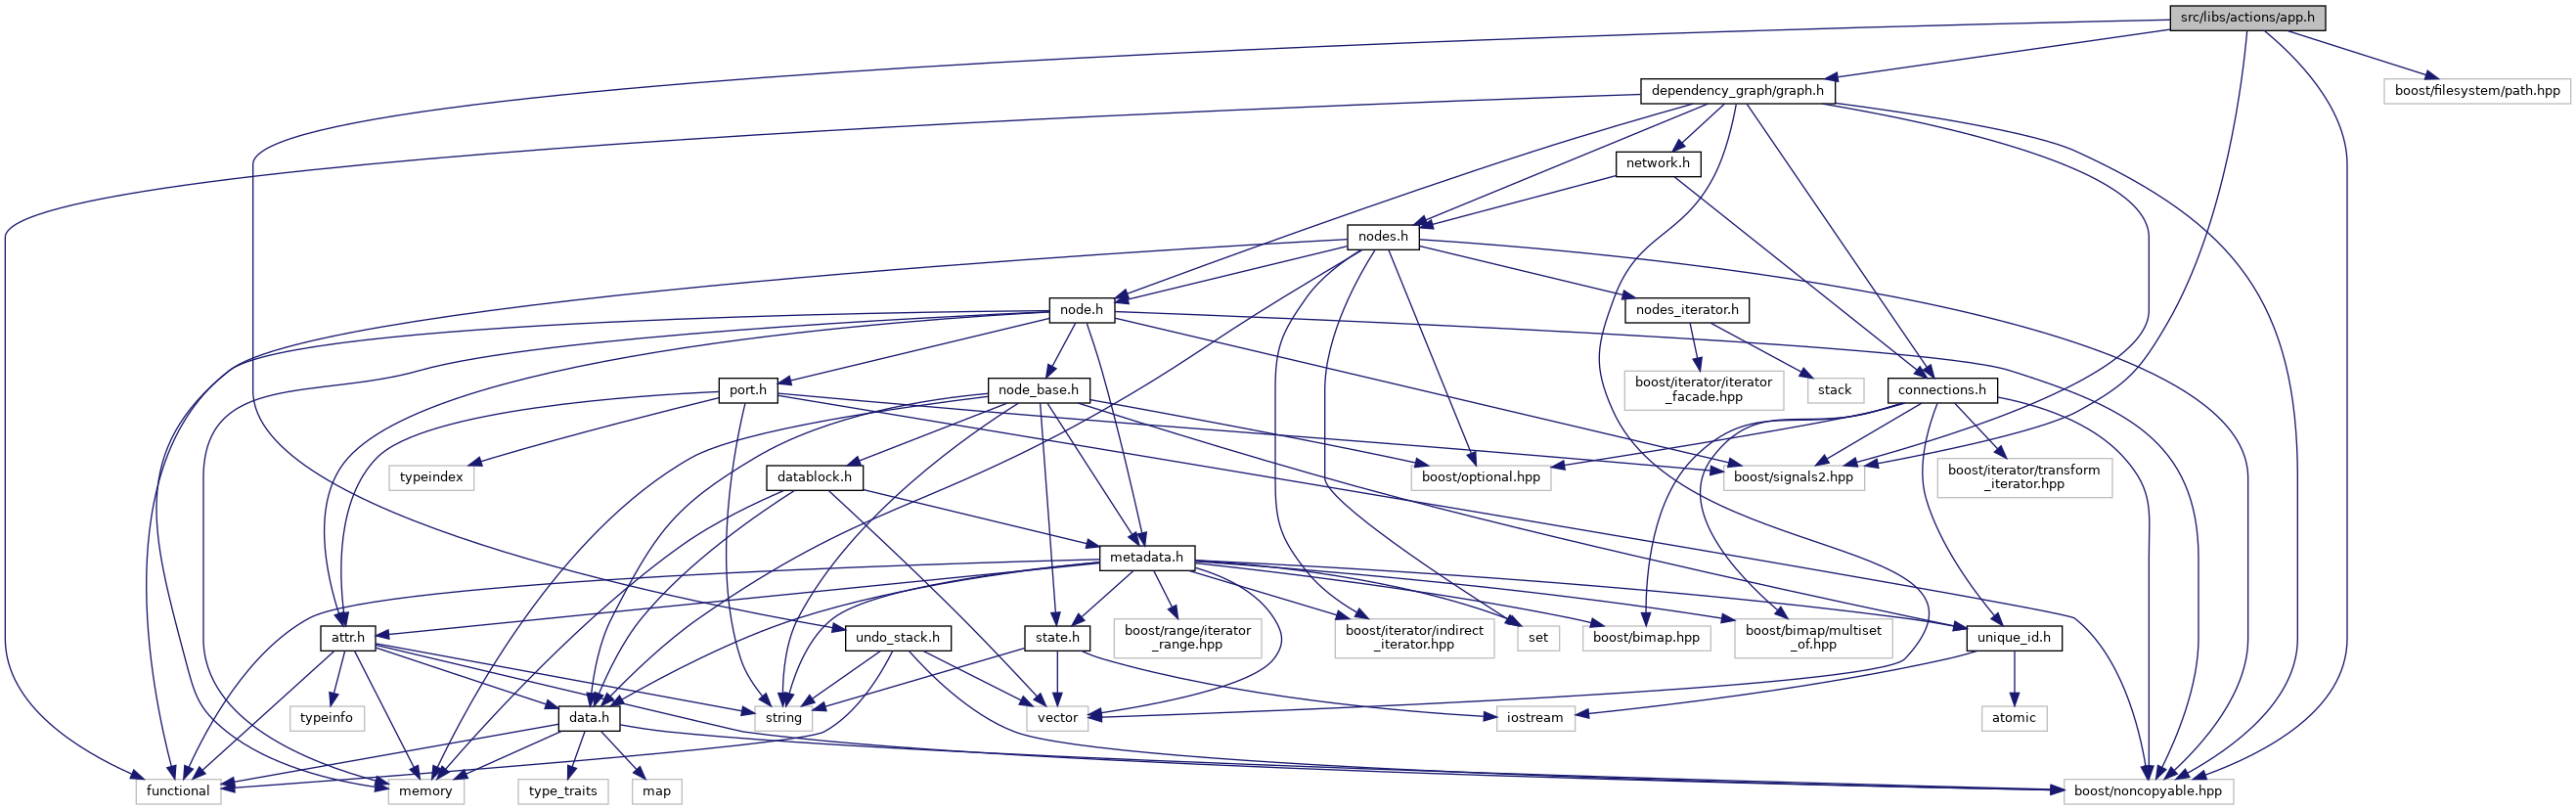 src/libs/actions/app.h
dependency_graph/graph.h
boost/filesystem/path.hpp
network.h
nodes.h
node.h
nodes_iterator.h
port.h
node_base.h
boost/iterator/iterator
_facade.hpp
stack
connections.h
typeindex
datablock.h
boost/optional.hpp
boost/signals2.hpp
boost/iterator/transform
_iterator.hpp
metadata.h
attr.h
undo_stack.h
state.h
boost/range/iterator
_range.hpp
boost/iterator/indirect
_iterator.hpp
set
boost/bimap.hpp
boost/bimap/multiset
_of.hpp
unique_id.h
typeinfo
data.h
string
vector
iostream
atomic
functional
memory
type_traits
map
boost/noncopyable.hpp